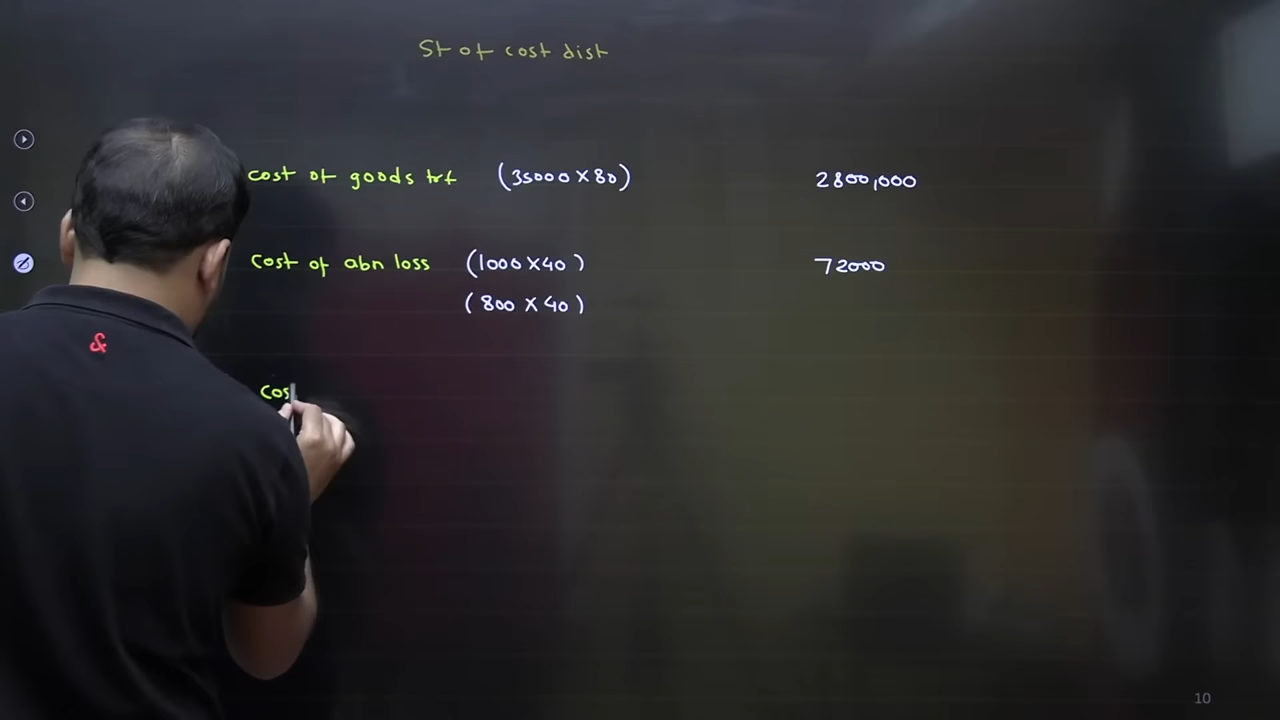 St of cost dist
cost of goods trf (35000 X 80) 2800,000
cost of abn loss (1000 X 40) 72000
(800 X 40)
&
cos
10